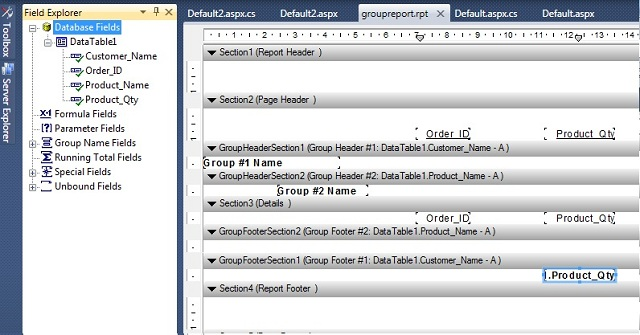 Toolbox
Server Explorer
Field Explorer
Database Fields
DataTable1
Customer_Name
Order_ID
Product_Name
Product_Qty
Formula Fields
Parameter Fields
Group Name Fields
Running Total Fields
Special Fields
Unbound Fields
Default2.aspx.cs Default2.aspx grouprepport.rpt Default2.aspx.cs Default.aspx.cs Default.aspx
1 2 3 4 5 6 7 8 9 10 11 12 13 14
Section1 (Report Header )
Section2 (Page Header )
Order_ID Product_Qty
GroupHeaderSection1 (Group Header #1: DataTable1.Customer_Name - A )
Group #1 Name
GroupHeaderSection2 (Group Header #2: DataTable1.Product_Name - A )
Group #2 Name
Section3 (Details )
Order_ID Product_Qty
GroupFooterSection2 (Group Footer #2: DataTable1.Product_Name - A )
GroupFooterSection1 (Group Footer #1: DataTable1.Customer_Name - A )
.Product_Qty
Section4 (Report Footer )